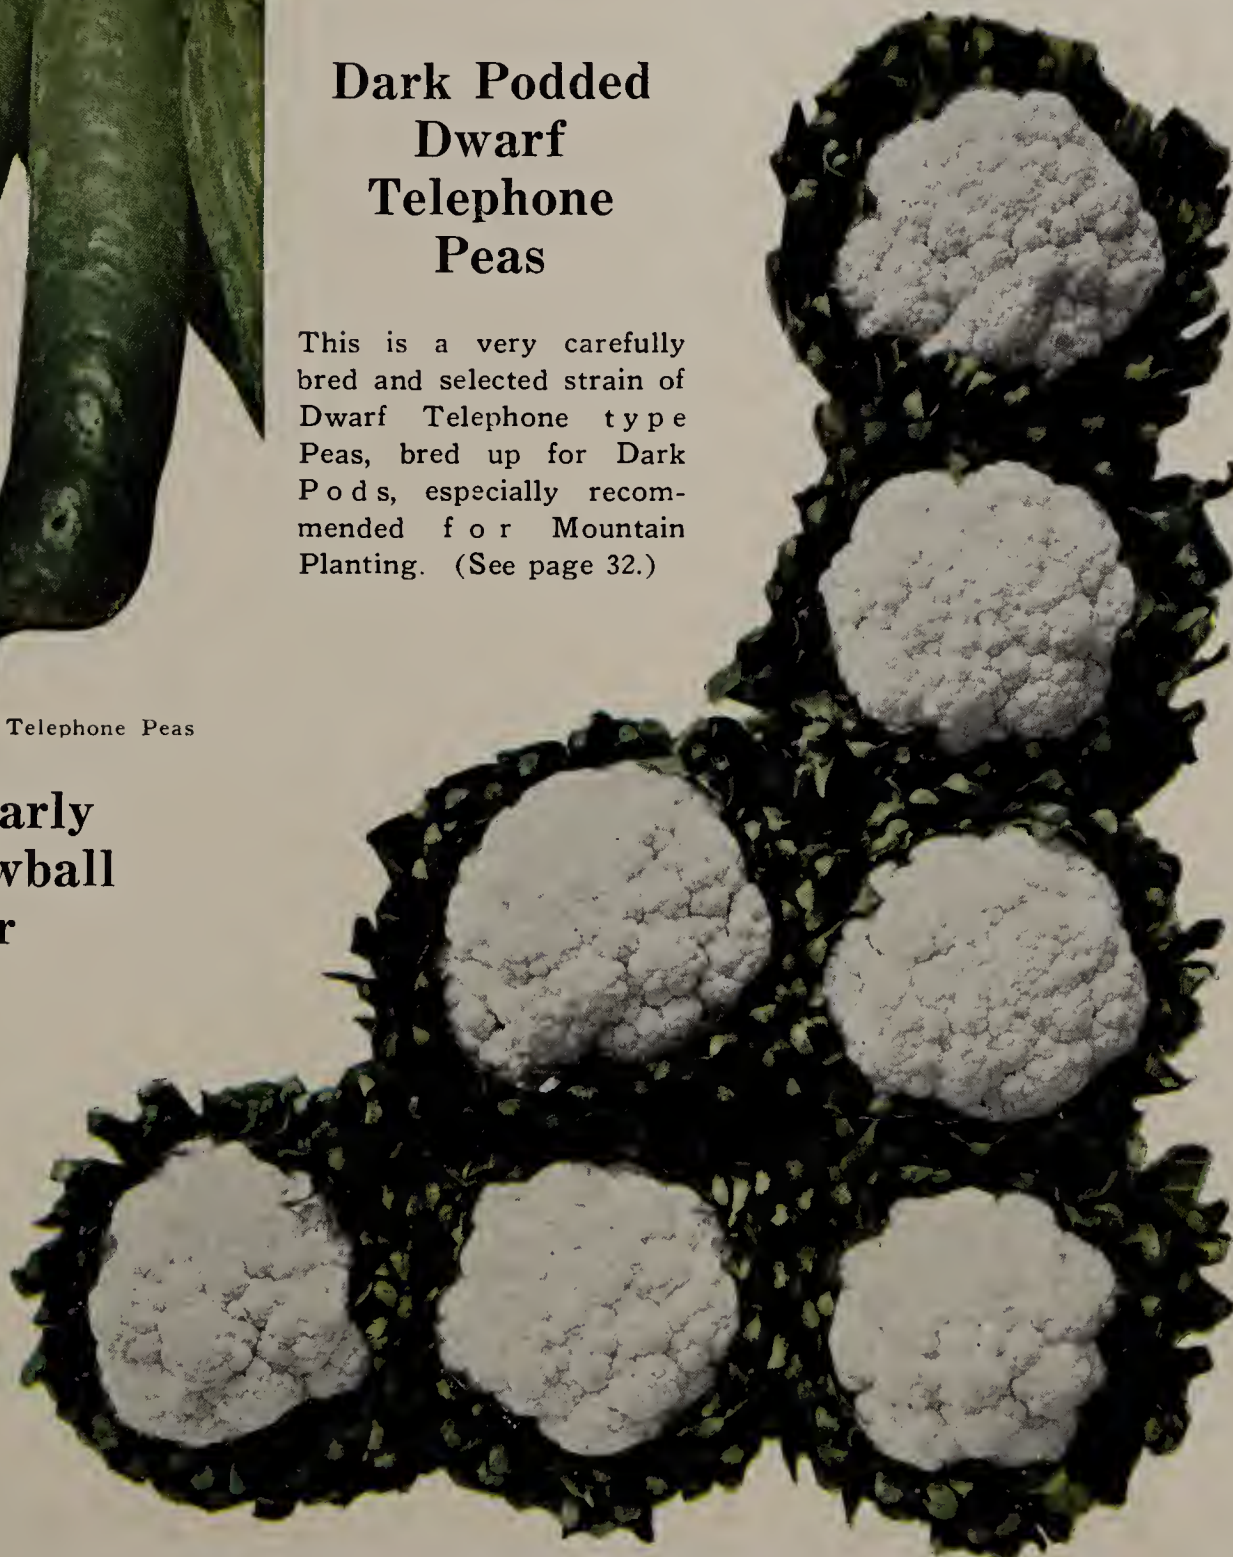 Dark Podded
Dwarf
Telephone
Peas
This is a very carefully
bred and selected strain of
Dwarf Telephone type
Peas, bred up for Dark
Pods, especially recom-
mended for Mountain
Planting. (See page 32.)
Telephone Peas
arly
wball
r